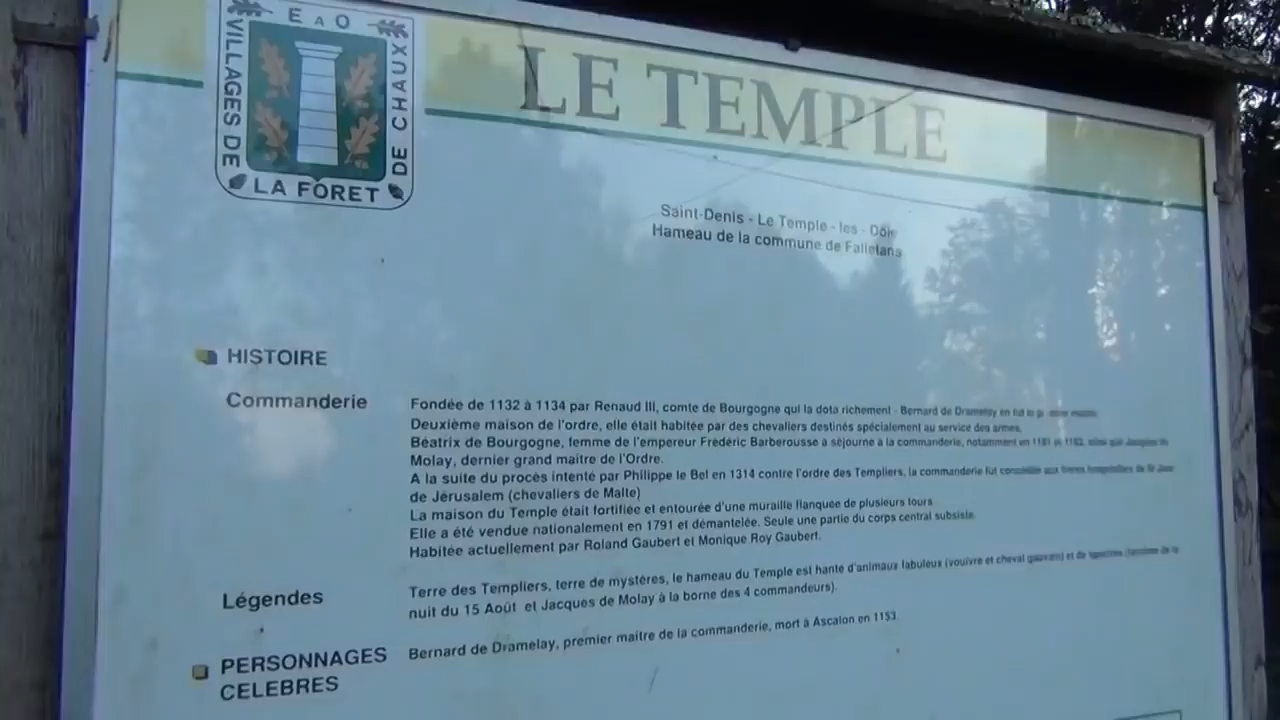 E A O
VILLAGES DE
LA FORET
DE CHAUX
LE TEMPLE
Saint-Denis - Le Temple - les - Dole
Hameau de la commune de Falletans
HISTOIRE
Commanderie
Fondée de 1132 à 1134 par Renaud III, comte de Bourgogne qui la dota richement - Bernard de Dramelay en fut le
Deuxième maison de l'ordre, elle était habitée par des chevaliers destinés spécialement au service des armes.
Béatrix de Bourgogne, femme de l'empereur Frédéric Barberousse a séjourné à la commanderie, notamment en 1181 et 1182, ainsi que Jacques de
Molay, dernier grand maitre de l'Ordre.
A la suite du procès intenté par Philippe le Bel en 1314 contre l'ordre des Templiers, la commanderie fut concédée aux frères hospitaliers de St Jean
de Jérusalem (chevaliers de Malte)
La maison du Temple était fortifiée et entourée d'une muraille flanquée de plusieurs tours
Elle a été vendue nationalement en 1791 et démantelée. Seule une partie du corps central subsiste.
Habitée actuellement par Roland Gaubert et Monique Roy Gaubert.
Légendes
Terre des Templiers, terre de mystères, le hameau du Temple est hanté d'animaux fabuleux (vouivre et cheval gauvain) et de spectres (fantôme de la
nuit du 15 Août et Jacques de Molay à la borne des 4 commandeurs).
PERSONNAGES
CELEBRES
Bernard de Dramelay, premier maitre de la commanderie, mort à Ascalon en 1153.